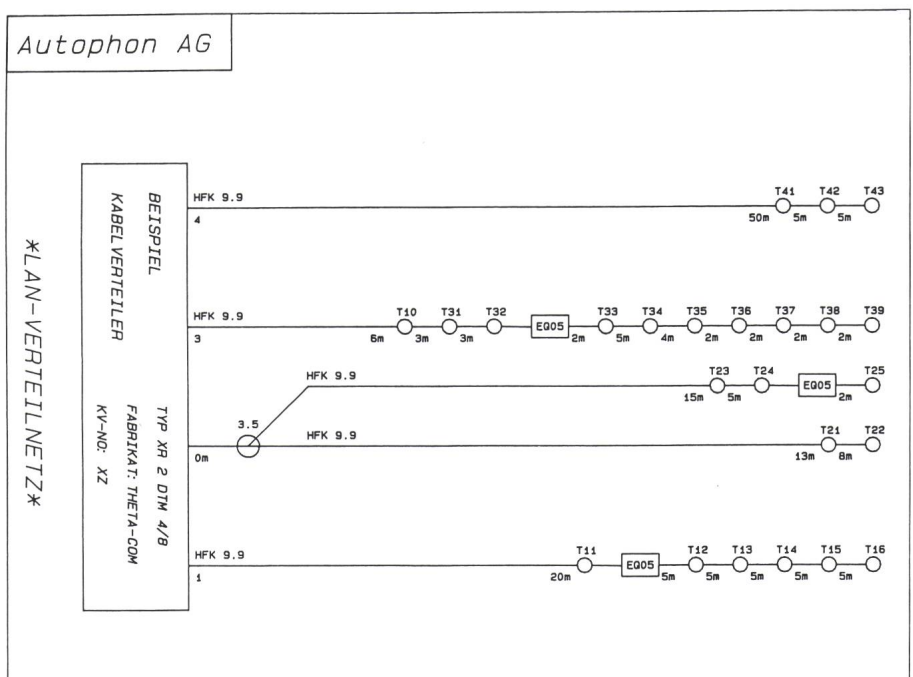 Autophon AG
*LAN-VERTEILNETZ*
BEISPIEL
KABELVERTEILER
TYP XR 2 DTM 4/8
FABRIKAT: THETA-COM
KV-NO: XZ
HFK 9.9
4
T41 T42 T43
50m 5m 5m
HFK 9.9
3
T10 T31 T32 T33 T34 T35 T36 T37 T38 T39
EQ05
6m 3m 3m 2m 5m 4m 2m 2m 2m 2m
HFK 9.9
T23 T24 T25
EQ05
15m 5m 2m
3.5
0m
HFK 9.9
T21 T22
13m 8m
HFK 9.9
1
T11 T12 T13 T14 T15 T16
EQ05
20m 5m 5m 5m 5m 5m